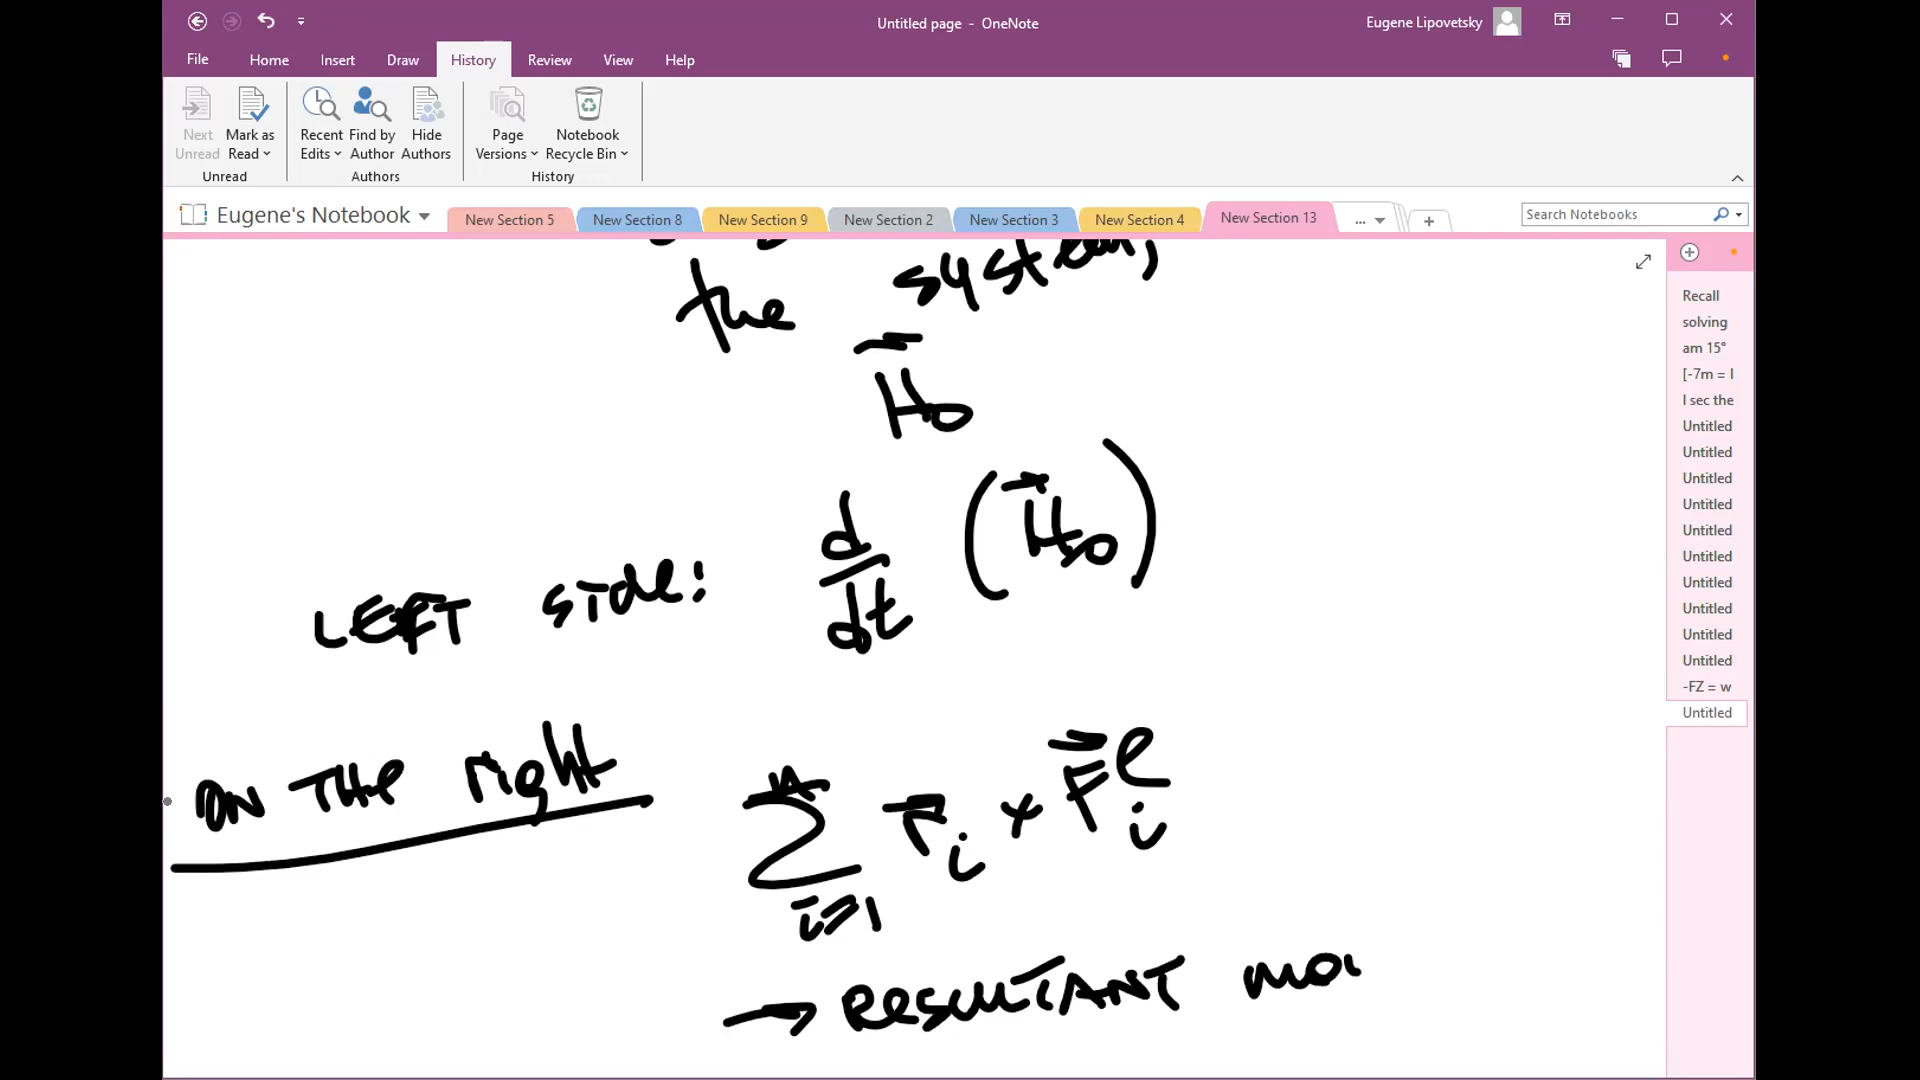 Untitled page - OneNote
Eugene Lipovetsky
File Home Insert Draw History Review View Help
Next Unread
Mark as Read
Unread
Recent Edits
Find by Author
Hide Authors
Authors
Page Versions
Notebook Recycle Bin
History
Eugene's Notebook
New Section 5
New Section 8
New Section 9
New Section 2
New Section 3
New Section 4
New Section 13
...
Search Notebooks
the system,
H⃗o
LEFT side: d/dt (H⃗o)
ON THE right
n
∑ r⃗i × F⃗i^e
i=1
→ RESULTANT mo
Recall
solving
am 15°
[-7m = I
I sec the
Untitled
Untitled
Untitled
Untitled
Untitled
Untitled
Untitled
Untitled
Untitled
Untitled
-FZ = w
Untitled